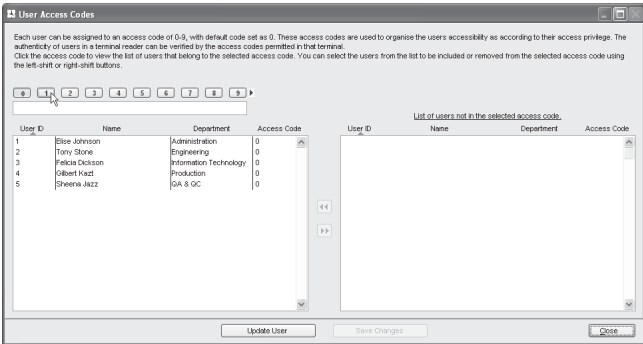 User Access Codes
Each user can be assigned to an access code of 0-9, with default code set as 0. These access codes are used to organise the users accessibility as according to their access privilege. The
authenticity of users in a terminal reader can be verified by the access codes permitted in that terminal.
Click the access code to view the list of users that belong to the selected access code. You can select the users from the list to be included or removed from the selected access code using
the left-shift or right-shift buttons.
0 1 2 3 4 5 6 7 8 9
List of users not in the selected access code.
User ID Name Department Access Code User ID Name Department Access Code
1 Elise Johnson Administration 0
2 Tony Stone Engineering 0
3 Felicia Dickson Information Technology 0
4 Gilbert Kazt Production 0
5 Sheena Jazz QA & QC 0
Update User Save Changes Close